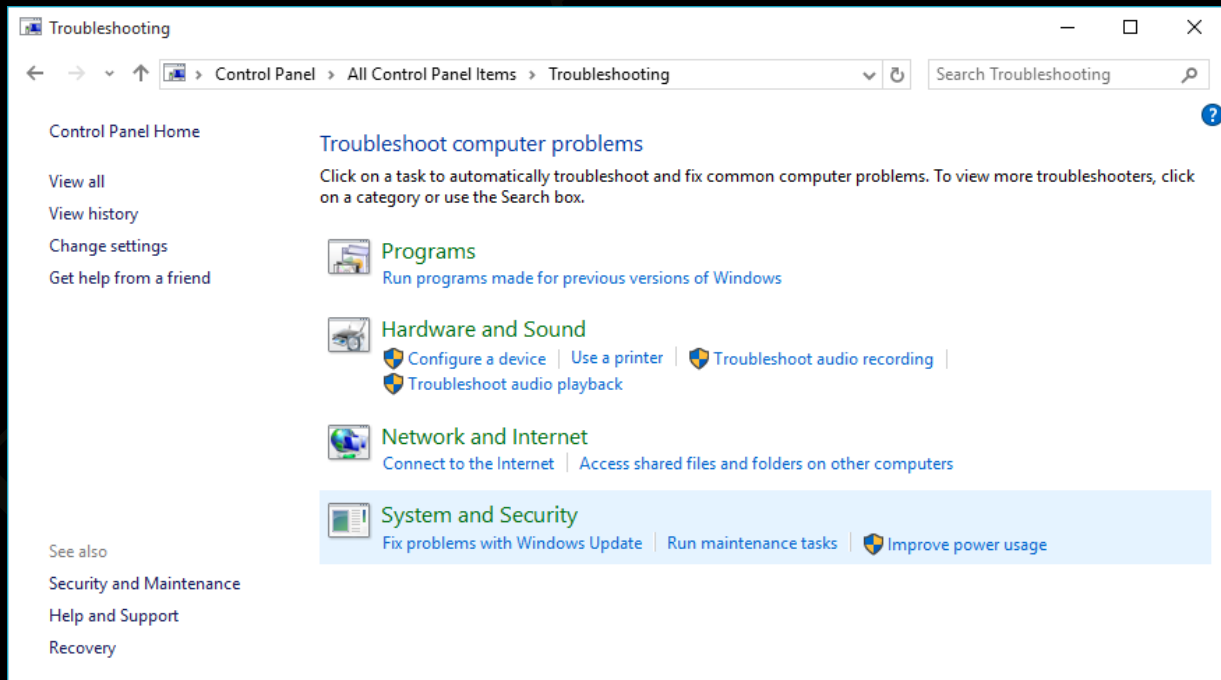 Troubleshooting
Control Panel > All Control Panel Items > Troubleshooting
Search Troubleshooting
?
Control Panel Home
View all
View history
Change settings
Get help from a friend
Troubleshoot computer problems
Click on a task to automatically troubleshoot and fix common computer problems. To view more troubleshooters, click
on a category or use the Search box.
Programs
Run programs made for previous versions of Windows
Hardware and Sound
Configure a device | Use a printer | Troubleshoot audio recording |
Troubleshoot audio playback
Network and Internet
Connect to the Internet | Access shared files and folders on other computers
System and Security
Fix problems with Windows Update | Run maintenance tasks | Improve power usage
See also
Security and Maintenance
Help and Support
Recovery